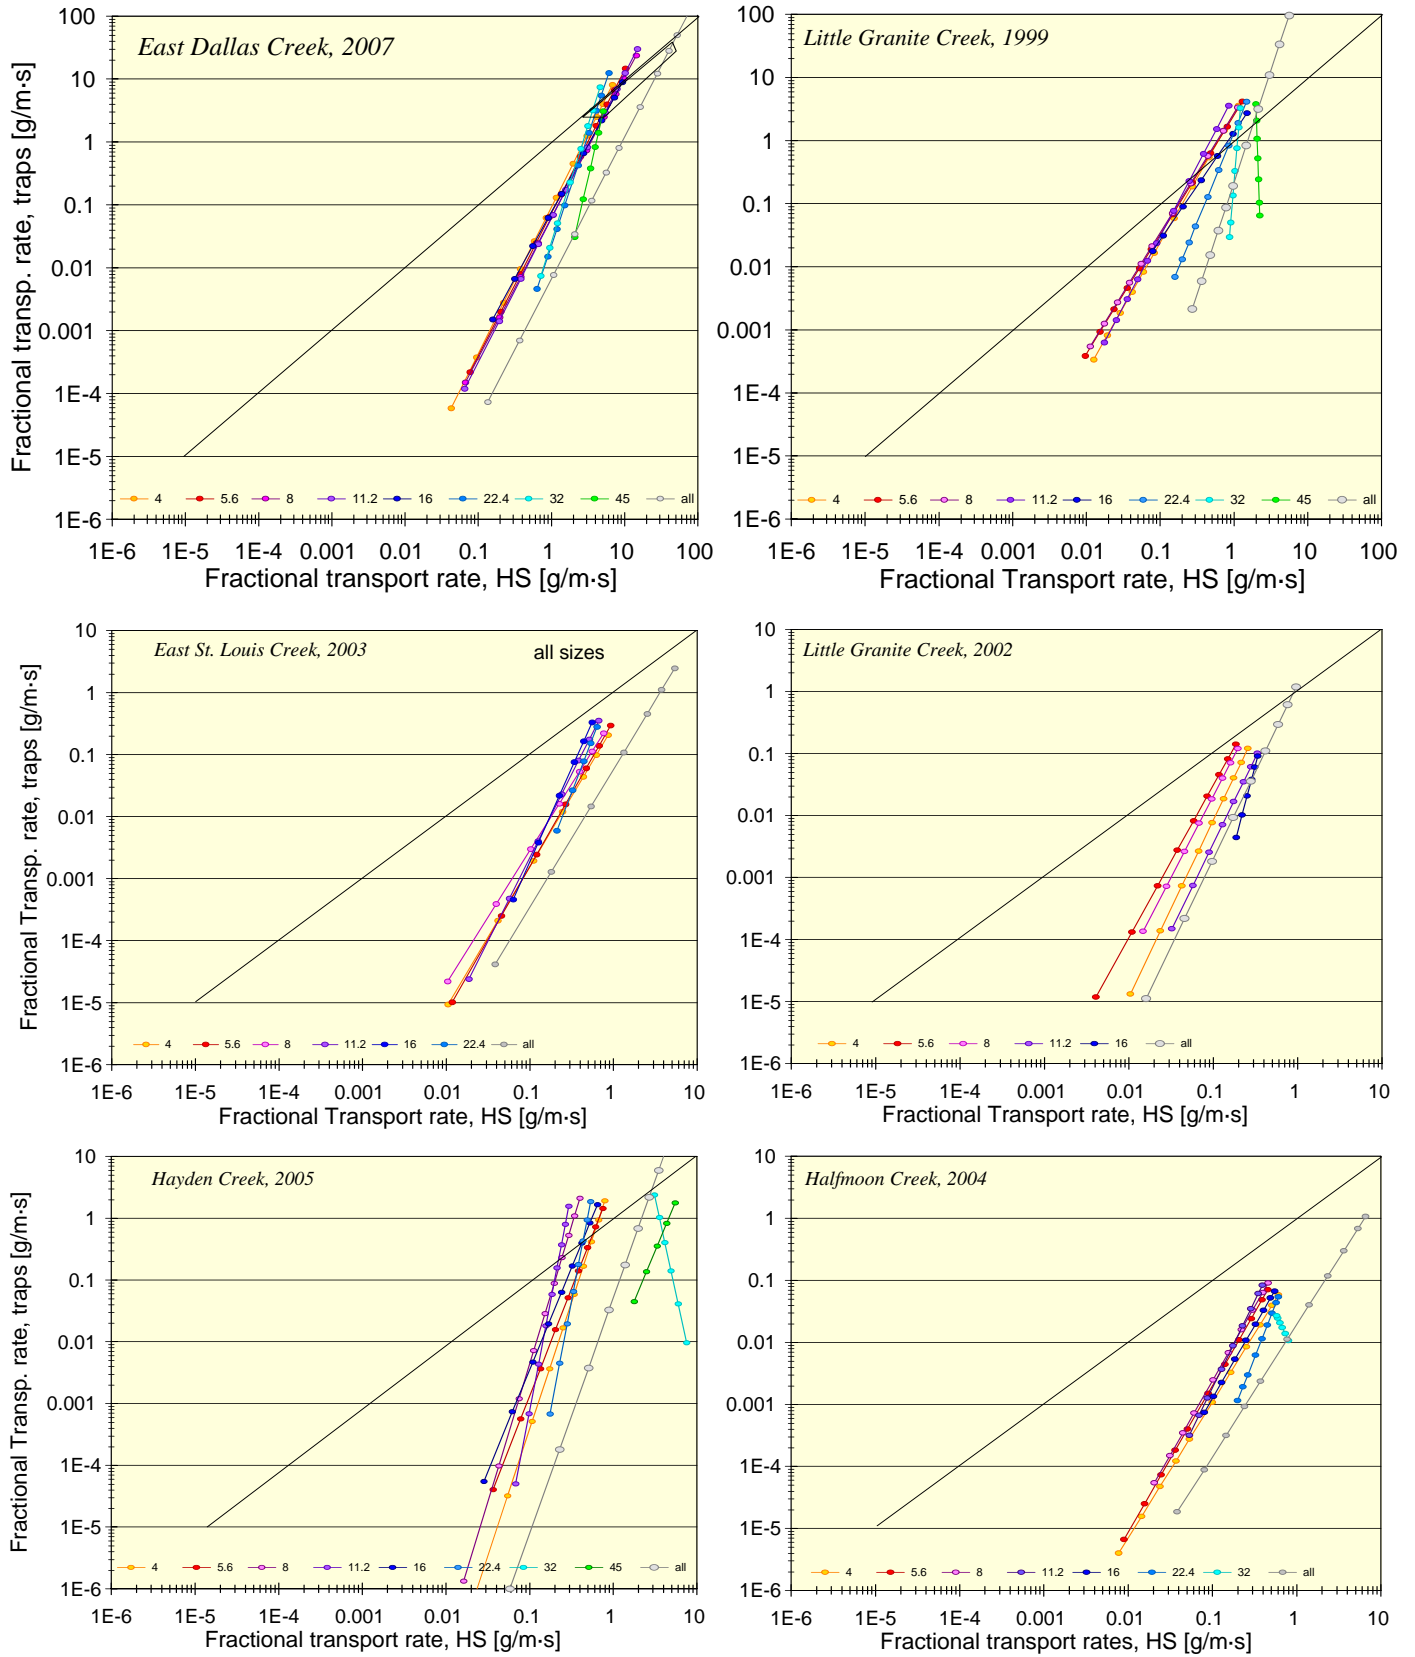 East Dallas Creek, 2007
Fractional transp. rate, traps [g/m·s]
100
10
1
0.1
0.01
0.001
1E-4
1E-5
1E-6
4 5.6 8 11.2 16 22.4 32 45 all
1E-6 1E-5 1E-4 0.001 0.01 0.1 1 10 100
Fractional transport rate, HS [g/m·s]
Little Granite Creek, 1999
100
10
1
0.1
0.01
0.001
1E-4
1E-5
1E-6
4 5.6 8 11.2 16 22.4 32 45 all
1E-6 1E-5 1E-4 0.001 0.01 0.1 1 10 100
Fractional Transport rate, HS [g/m·s]
East St. Louis Creek, 2003
all sizes
Fractional Transp. rate, traps [g/m·s]
10
1
0.1
0.01
0.001
1E-4
1E-5
1E-6
4 5.6 8 11.2 16 22.4 all
1E-6 1E-5 1E-4 0.001 0.01 0.1 1 10
Fractional Transport rate, HS [g/m·s]
Little Granite Creek, 2002
10
1
0.1
0.01
0.001
1E-4
1E-5
1E-6
4 5.6 8 11.2 16 all
1E-6 1E-5 1E-4 0.001 0.01 0.1 1 10
Fractional Transport rate, HS [g/m·s]
Hayden Creek, 2005
Fractional Transp. rate, traps [g/m·s]
10
1
0.1
0.01
0.001
1E-4
1E-5
1E-6
4 5.6 8 11.2 16 22.4 32 45 all
1E-6 1E-5 1E-4 0.001 0.01 0.1 1 10
Fractional transport rate, HS [g/m·s]
Halfmoon Creek, 2004
10
1
0.1
0.01
0.001
1E-4
1E-5
1E-6
4 5.6 8 11.2 16 22.4 32 all
1E-6 1E-5 1E-4 0.001 0.01 0.1 1 10
Fractional transport rates, HS [g/m·s]